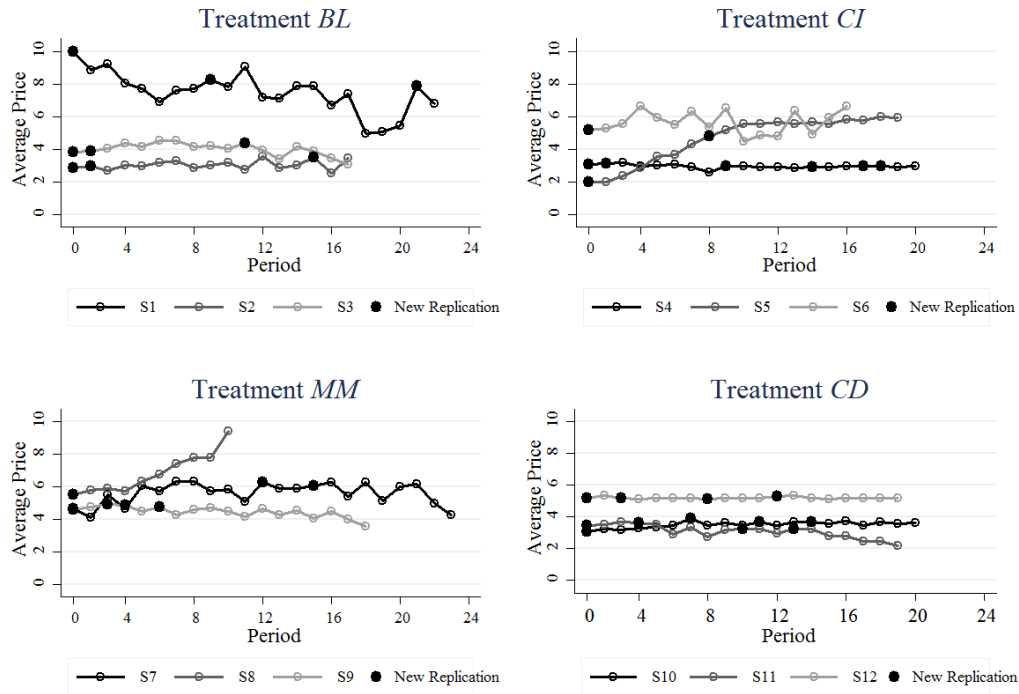 Treatment BL
Average Price
10
8
6
4
2
0
0 4 8 12 16 20 24
Period
S1 S2 S3 New Replication
Treatment CI
Average Price
10
8
6
4
2
0
0 4 8 12 16 20 24
Period
S4 S5 S6 New Replication
Treatment MM
Average Price
10
8
6
4
2
0
0 4 8 12 16 20 24
Period
S7 S8 S9 New Replication
Treatment CD
Average Price
10
8
6
4
2
0
0 4 8 12 16 20 24
Period
S10 S11 S12 New Replication